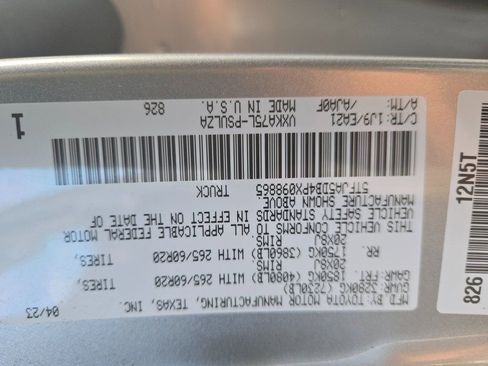 MFD. BY: TOYOTA MOTOR MANUFACTURING, TEXAS, INC. 04/23
GVWR: 3280KG (7230LB)
GAWR: FRT: 1850KG (4080LB) WITH 265/60R20 TIRES,
20X8J RIMS
RR: 1750KG (3860LB) WITH 265/60R20 TIRES,
20X8J RIMS
THIS VEHICLE CONFORMS TO ALL APPLICABLE FEDERAL MOTOR
VEHICLE SAFETY STANDARDS IN EFFECT ON THE DATE OF
MANUFACTURE SHOWN ABOVE.
5TFJA5DB4PX098865 TRUCK
C/TR: 1J9/EA21 VXKA75L-PSULZA
A/TM: /AJA0F MADE IN U.S.A. 826
1
826 12N5T